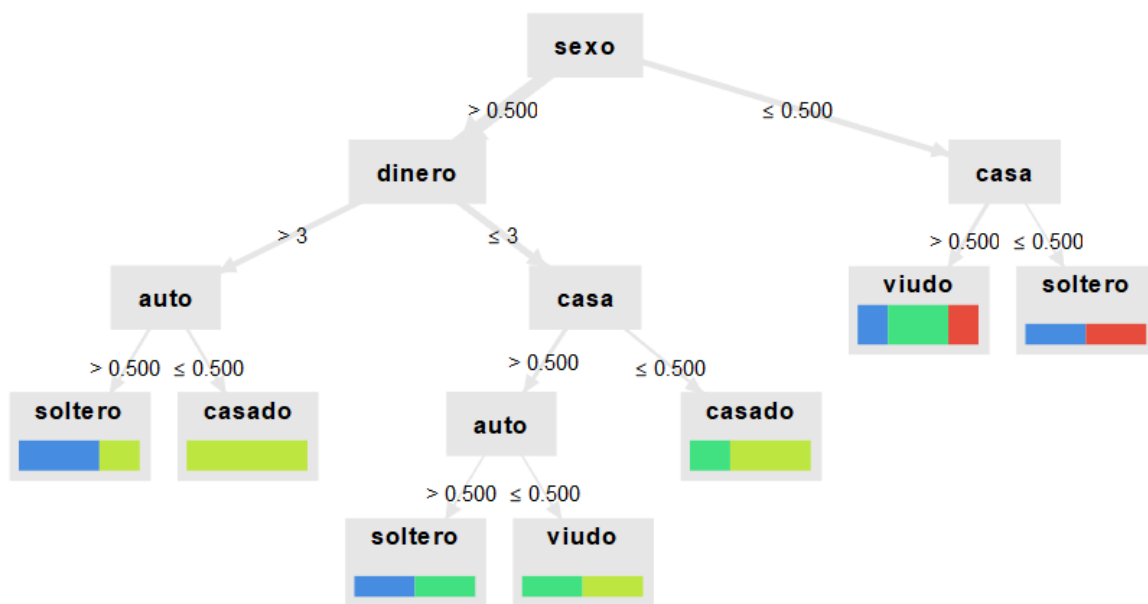 sexo
> 0.500
≤ 0.500
dinero
casa
> 3
≤ 3
> 0.500
≤ 0.500
auto
casa
viudo
soltero
> 0.500
≤ 0.500
> 0.500
≤ 0.500
soltero
casado
auto
casado
> 0.500
≤ 0.500
soltero
viudo